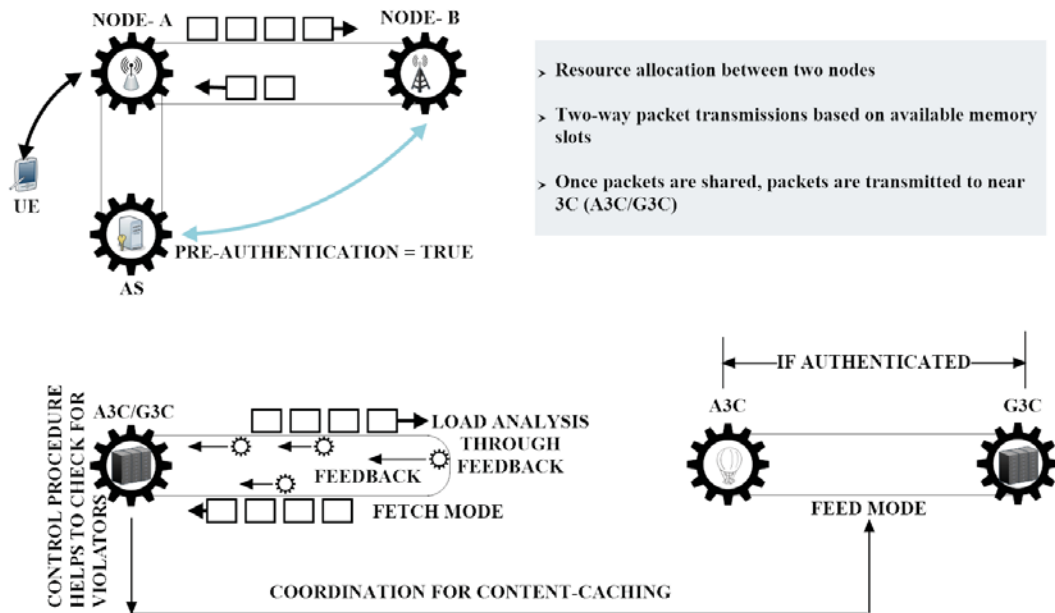 NODE- A
NODE- B
UE
PRE-AUTHENTICATION = TRUE
AS
➢ Resource allocation between two nodes
➢ Two-way packet transmissions based on available memory
slots
➢ Once packets are shared, packets are transmitted to near
3C (A3C/G3C)
CONTROL PROCEDURE
HELPS TO CHECK FOR
VIOLATORS
A3C/G3C
LOAD ANALYSIS
THROUGH
FEEDBACK
FEEDBACK
FETCH MODE
COORDINATION FOR CONTENT-CACHING
IF AUTHENTICATED
A3C
G3C
FEED MODE